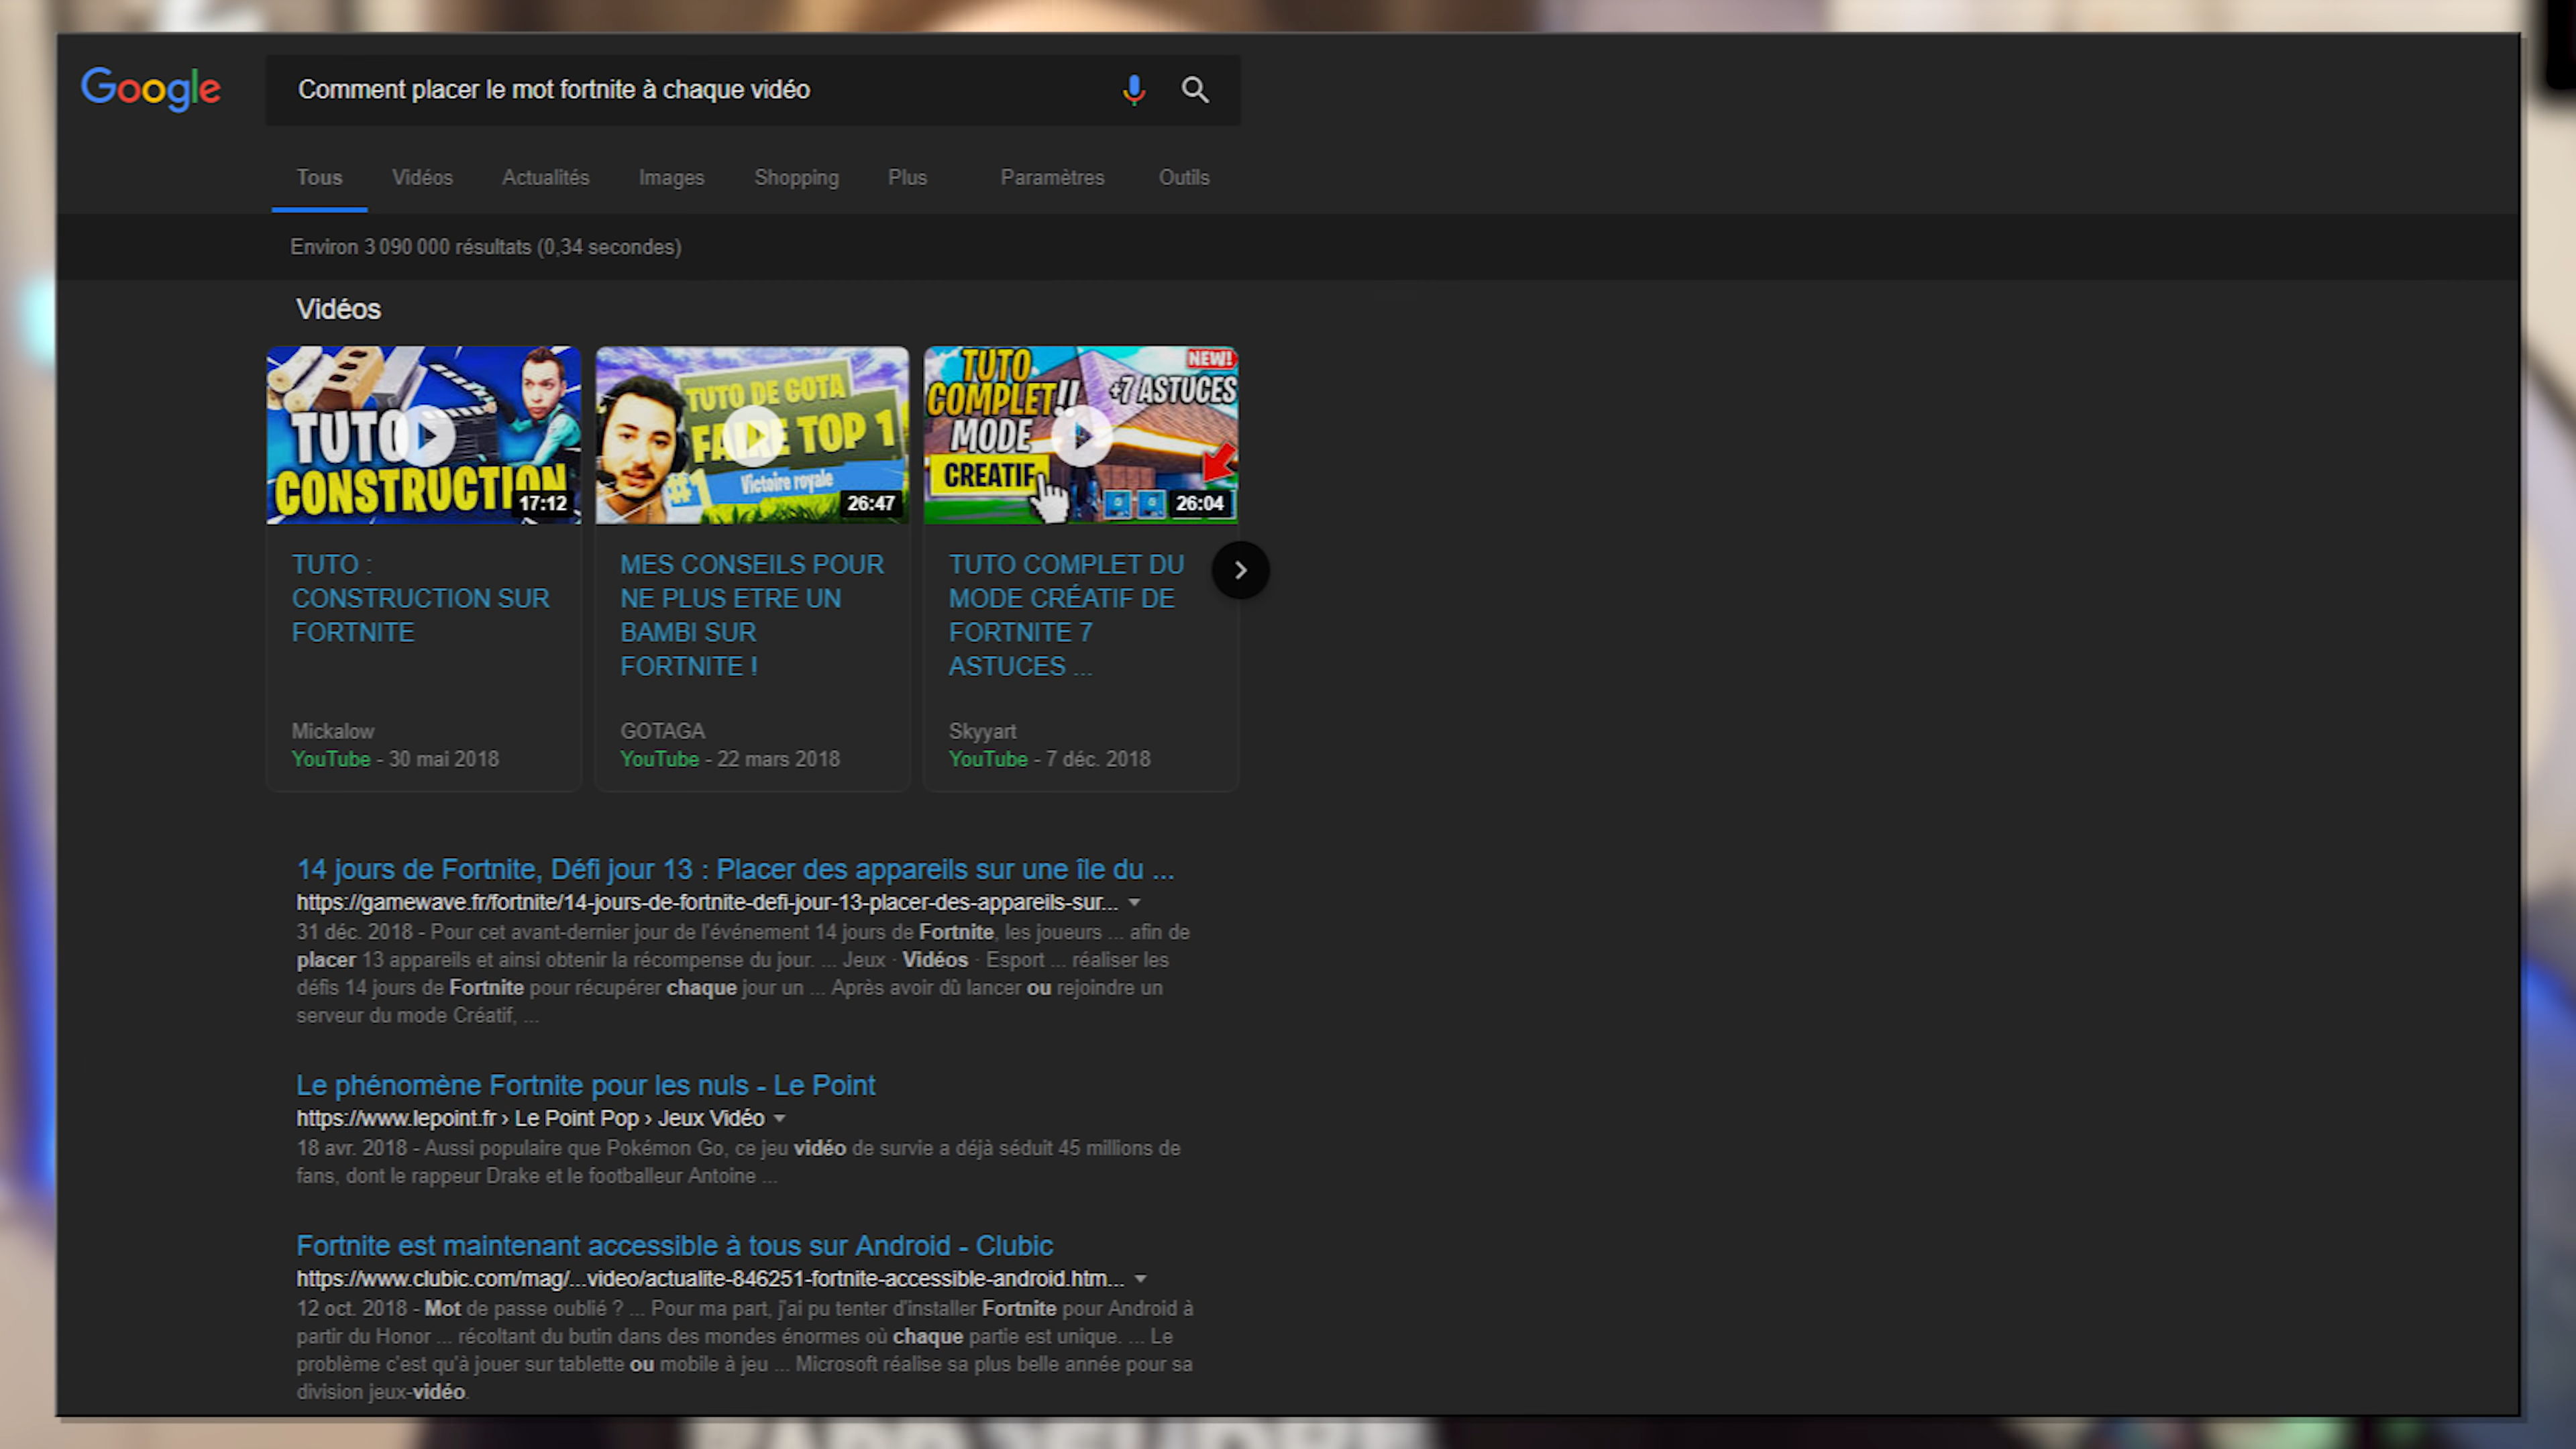 Google
Comment placer le mot fortnite à chaque vidéo
Tous
Vidéos
Actualités
Images
Shopping
Plus
Paramètres
Outils
Environ 3 090 000 résultats (0,34 secondes)
Vidéos
TUTO
CONSTRUCTION
17:12
TUTO DE GOTA
FAIRE TOP 1
#1 Victoire royale
26:47
TUTO
COMPLET!!
MODE
CREATIF
NEW!
+7 ASTUCES
26:04
TUTO :
CONSTRUCTION SUR
FORTNITE
Mickalow
YouTube - 30 mai 2018
MES CONSEILS POUR
NE PLUS ETRE UN
BAMBI SUR
FORTNITE !
GOTAGA
YouTube - 22 mars 2018
TUTO COMPLET DU
MODE CRÉATIF DE
FORTNITE 7
ASTUCES ...
Skyyart
YouTube - 7 déc. 2018
14 jours de Fortnite, Défi jour 13 : Placer des appareils sur une île du ...
https://gamewave.fr/fortnite/14-jours-de-fortnite-defi-jour-13-placer-des-appareils-sur...
31 déc. 2018 - Pour cet avant-dernier jour de l'événement 14 jours de Fortnite, les joueurs ... afin de
placer 13 appareils et ainsi obtenir la récompense du jour. ... Jeux · Vidéos · Esport ... réaliser les
défis 14 jours de Fortnite pour récupérer chaque jour un ... Après avoir dû lancer ou rejoindre un
serveur du mode Créatif, ...
Le phénomène Fortnite pour les nuls - Le Point
https://www.lepoint.fr › Le Point Pop › Jeux Vidéo
18 avr. 2018 - Aussi populaire que Pokémon Go, ce jeu vidéo de survie a déjà séduit 45 millions de
fans, dont le rappeur Drake et le footballeur Antoine ...
Fortnite est maintenant accessible à tous sur Android - Clubic
https://www.clubic.com/mag/...video/actualite-846251-fortnite-accessible-android.htm...
12 oct. 2018 - Mot de passe oublié ? ... Pour ma part, j'ai pu tenter d'installer Fortnite pour Android à
partir du Honor ... récoltant du butin dans des mondes énormes où chaque partie est unique. ... Le
problème c'est qu'à jouer sur tablette ou mobile à jeu ... Microsoft réalise sa plus belle année pour sa
division jeux-vidéo.